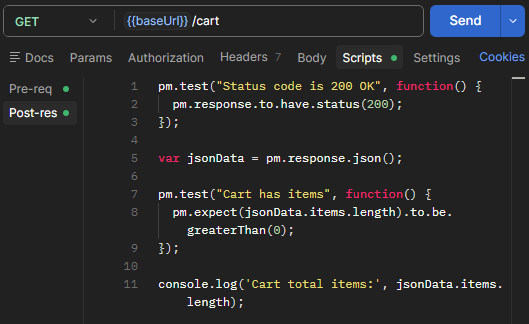 GET {{baseUrl}} /cart Send
Docs Params Authorization Headers 7 Body Scripts Settings Cookies
Pre-req
Post-res
1 pm.test("Status code is 200 OK", function() {
2 pm.response.to.have.status(200);
3 });
4
5 var jsonData = pm.response.json();
6
7 pm.test("Cart has items", function() {
8 pm.expect(jsonData.items.length).to.be.
greaterThan(0);
9 });
10
11 console.log('Cart total items:', jsonData.items.
length);